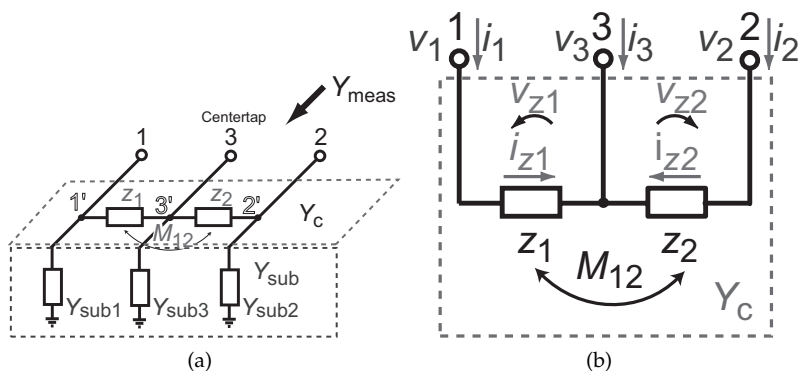 Y_meas
1
Centertap
3
2
1'
z_1
3'
z_2
2'
Y_c
M_12
Y_sub
Y_sub1
Y_sub3
Y_sub2
(a)
v_1
1
i_1
v_3
3
i_3
v_2
2
i_2
v_z1
v_z2
i_z1
i_z2
z_1
z_2
M_12
Y_c
(b)